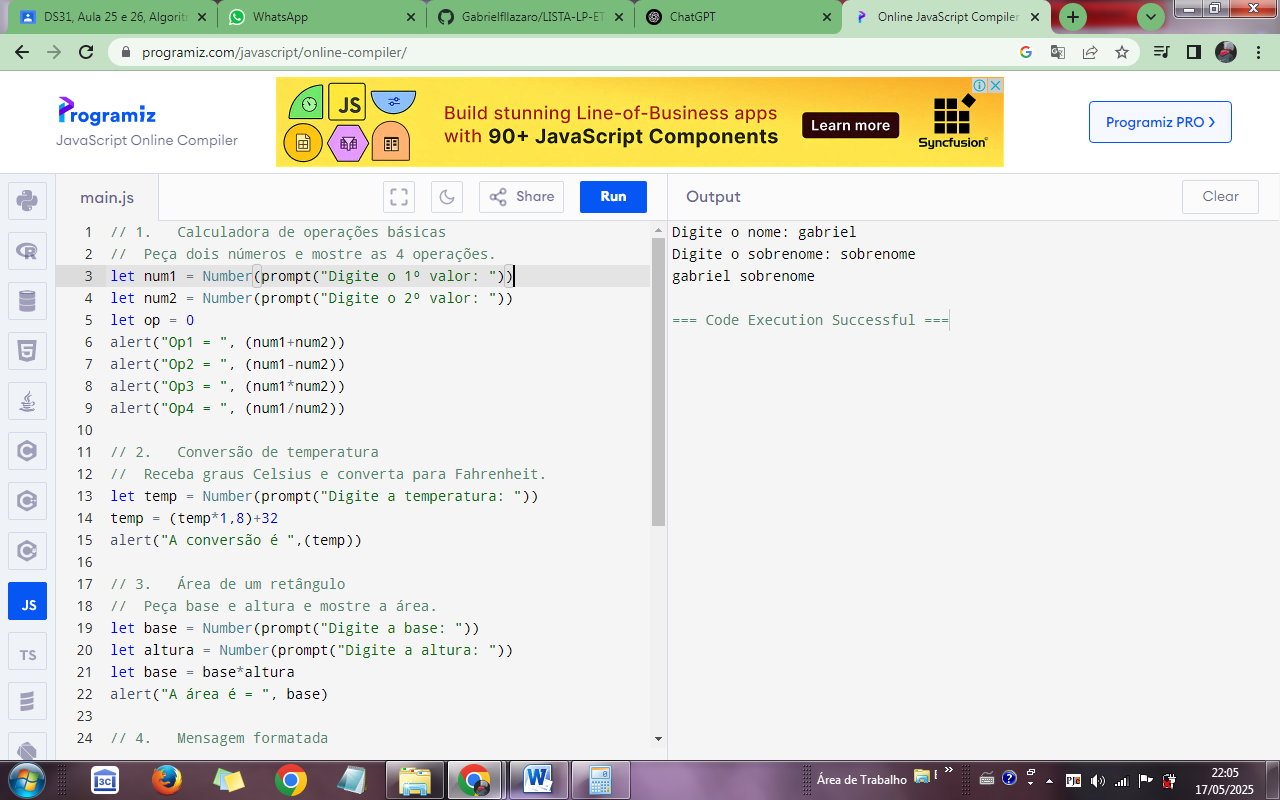 DS31, Aula 25 e 26, Algoritr
WhatsApp
Gabrielfllazaro/LISTA-LP-ET
ChatGPT
Online JavaScript Compiler
programiz.com/javascript/online-compiler/
Programiz
JavaScript Online Compiler
JS
Build stunning Line-of-Business apps
with 90+ JavaScript Components
Learn more
Syncfusion
Programiz PRO
main.js
Share
Run
Output
Clear
1 // 1. Calculadora de operações básicas
2 // Peça dois números e mostre as 4 operações.
3 let num1 = Number(prompt("Digite o 1º valor: "))
4 let num2 = Number(prompt("Digite o 2º valor: "))
5 let op = 0
6 alert("Op1 = ", (num1+num2))
7 alert("Op2 = ", (num1-num2))
8 alert("Op3 = ", (num1*num2))
9 alert("Op4 = ", (num1/num2))
10
11 // 2. Conversão de temperatura
12 // Receba graus Celsius e converta para Fahrenheit.
13 let temp = Number(prompt("Digite a temperatura: "))
14 temp = (temp*1,8)+32
15 alert("A conversão é ",(temp))
16
17 // 3. Área de um retângulo
18 // Peça base e altura e mostre a área.
19 let base = Number(prompt("Digite a base: "))
20 let altura = Number(prompt("Digite a altura: "))
21 let base = base*altura
22 alert("A área é = ", base)
23
24 // 4. Mensagem formatada
Digite o nome: gabriel
Digite o sobrenome: sobrenome
gabriel sobrenome
=== Code Execution Successful ===
JS
TS
3C
Área de Trabalho
PJe
22:05
17/05/2025